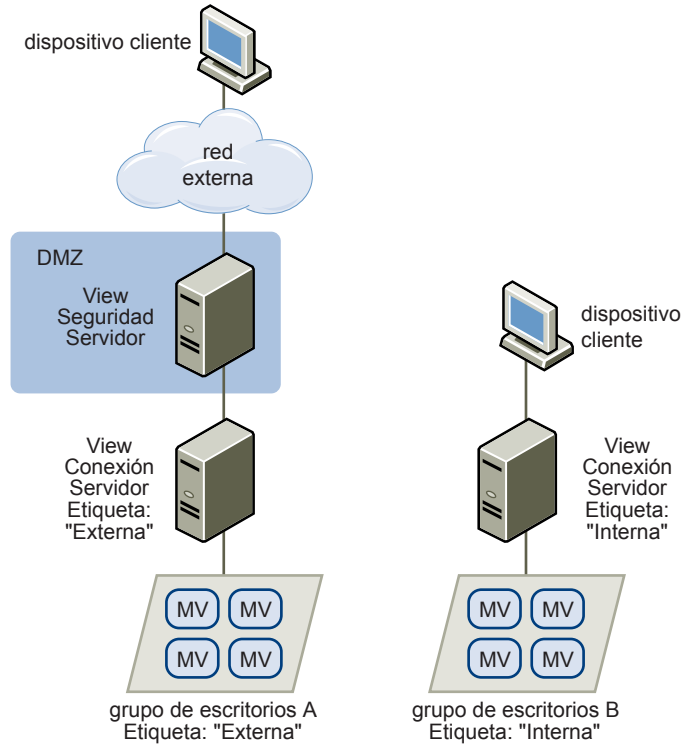 dispositivo cliente
red
externa
DMZ
View
Seguridad
Servidor
dispositivo
cliente
View
Conexión
Servidor
Etiqueta:
"Externa"
View
Conexión
Servidor
Etiqueta:
"Interna"
MV
MV
MV
MV
MV
MV
MV
MV
grupo de escritorios A
Etiqueta: "Externa"
grupo de escritorios B
Etiqueta: "Interna"